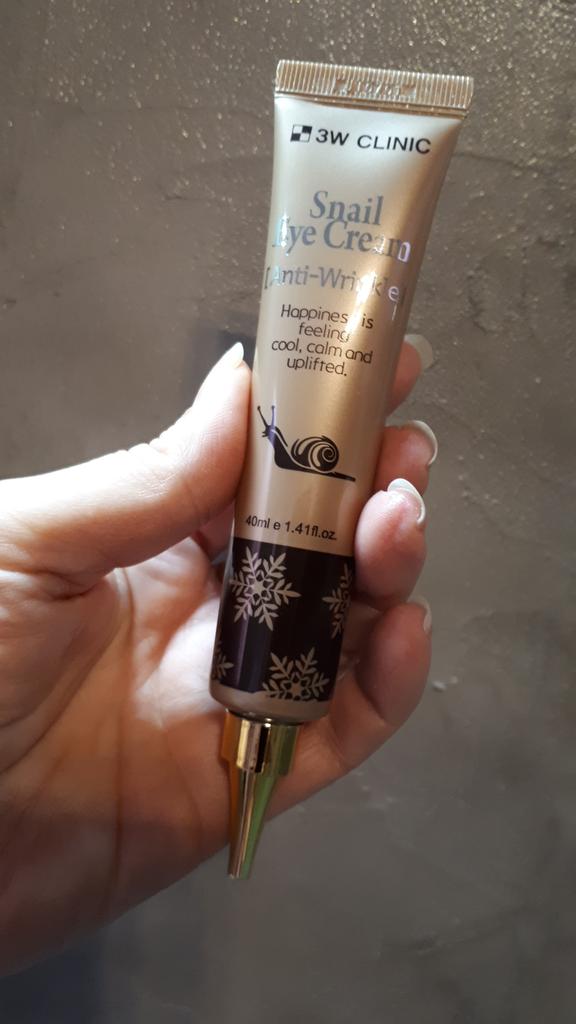 3W CLINIC
Snail
Eye Cream
[Anti-Wrinkle]
Happiness is
feeling
cool, calm and
uplifted.
40ml e 1.41fl.oz.